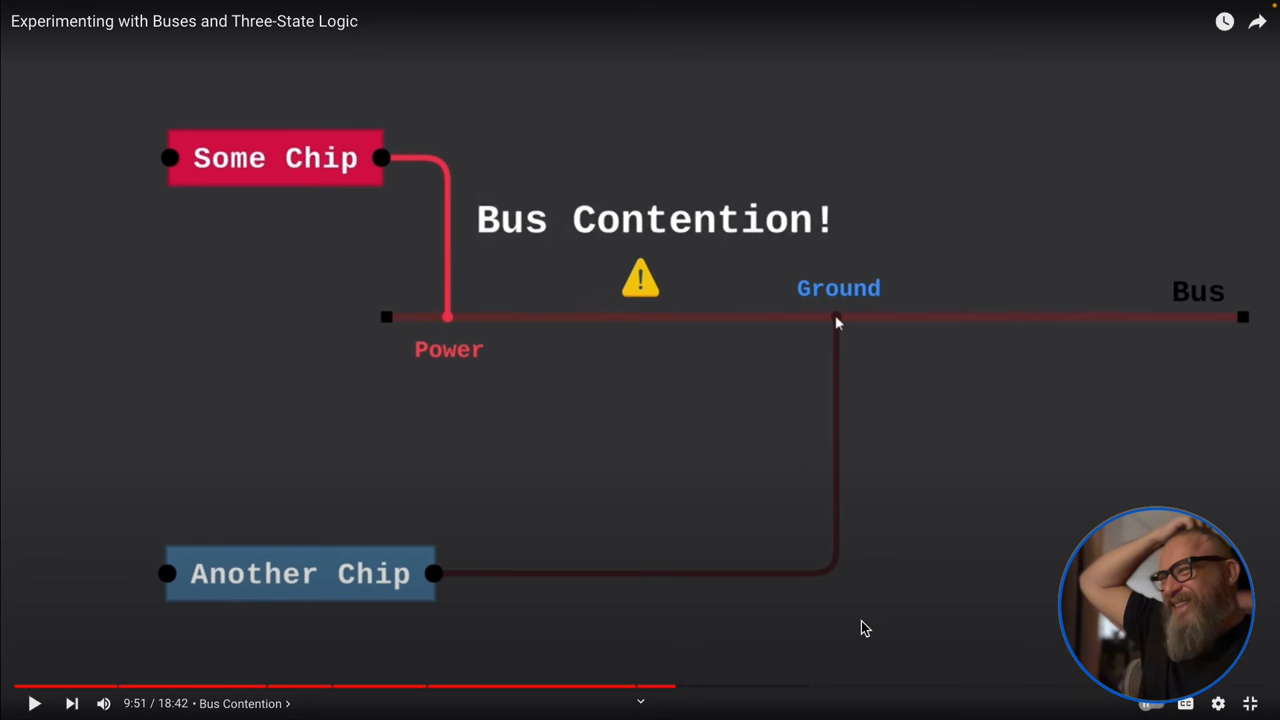 Experimenting with Buses and Three-State Logic
Some Chip
Bus Contention!
Ground
Bus
Power
Another Chip
9:51 / 18:42 • Bus Contention ›
CC